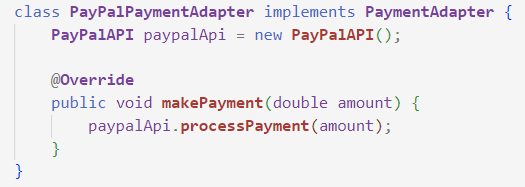 class PayPalPaymentAdapter implements PaymentAdapter {
    PayPalAPI paypalApi = new PayPalAPI();

    @Override
    public void makePayment(double amount) {
        paypalApi.processPayment(amount);
    }
}